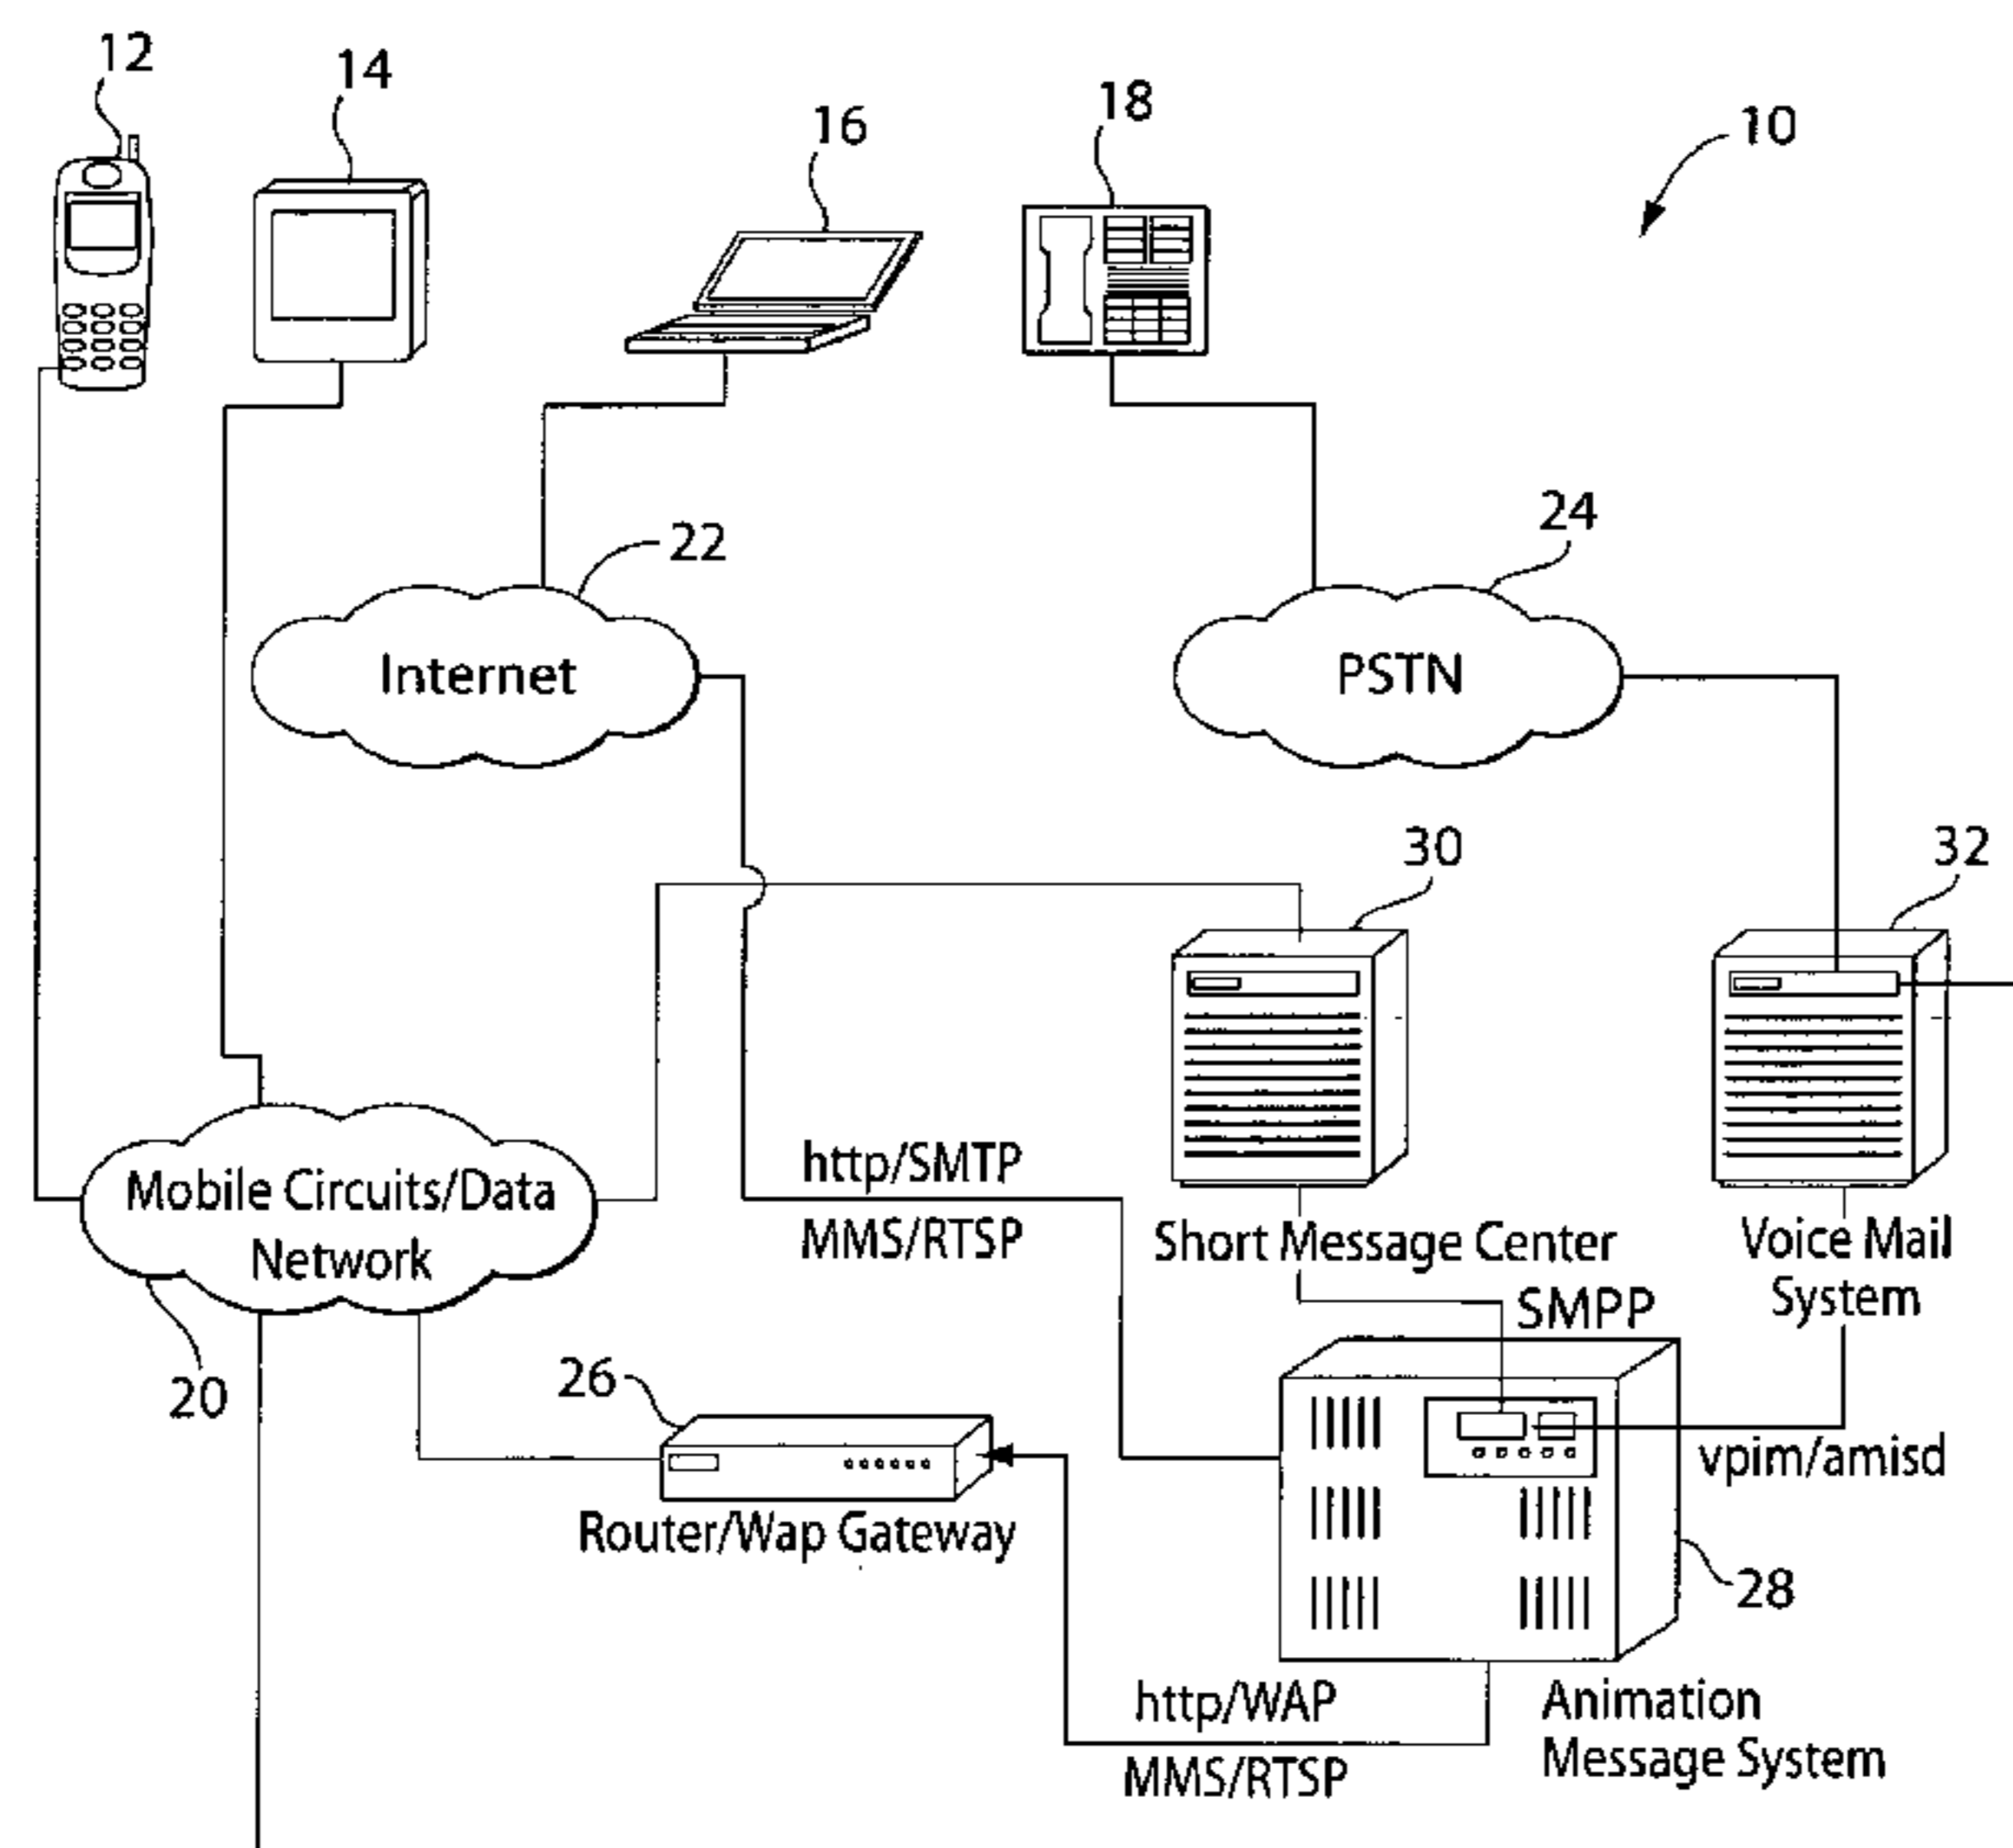 12
14
16
18
10
22
24
Internet
PSTN
30
32
http/SMTP
MMS/RTSP
Mobile Circuits/Data
Network
Short Message Center
Voice Mail
System
SMPP
20
26
vpim/amisd
Router/Wap Gateway
28
http/WAP
MMS/RTSP
Animation
Message System